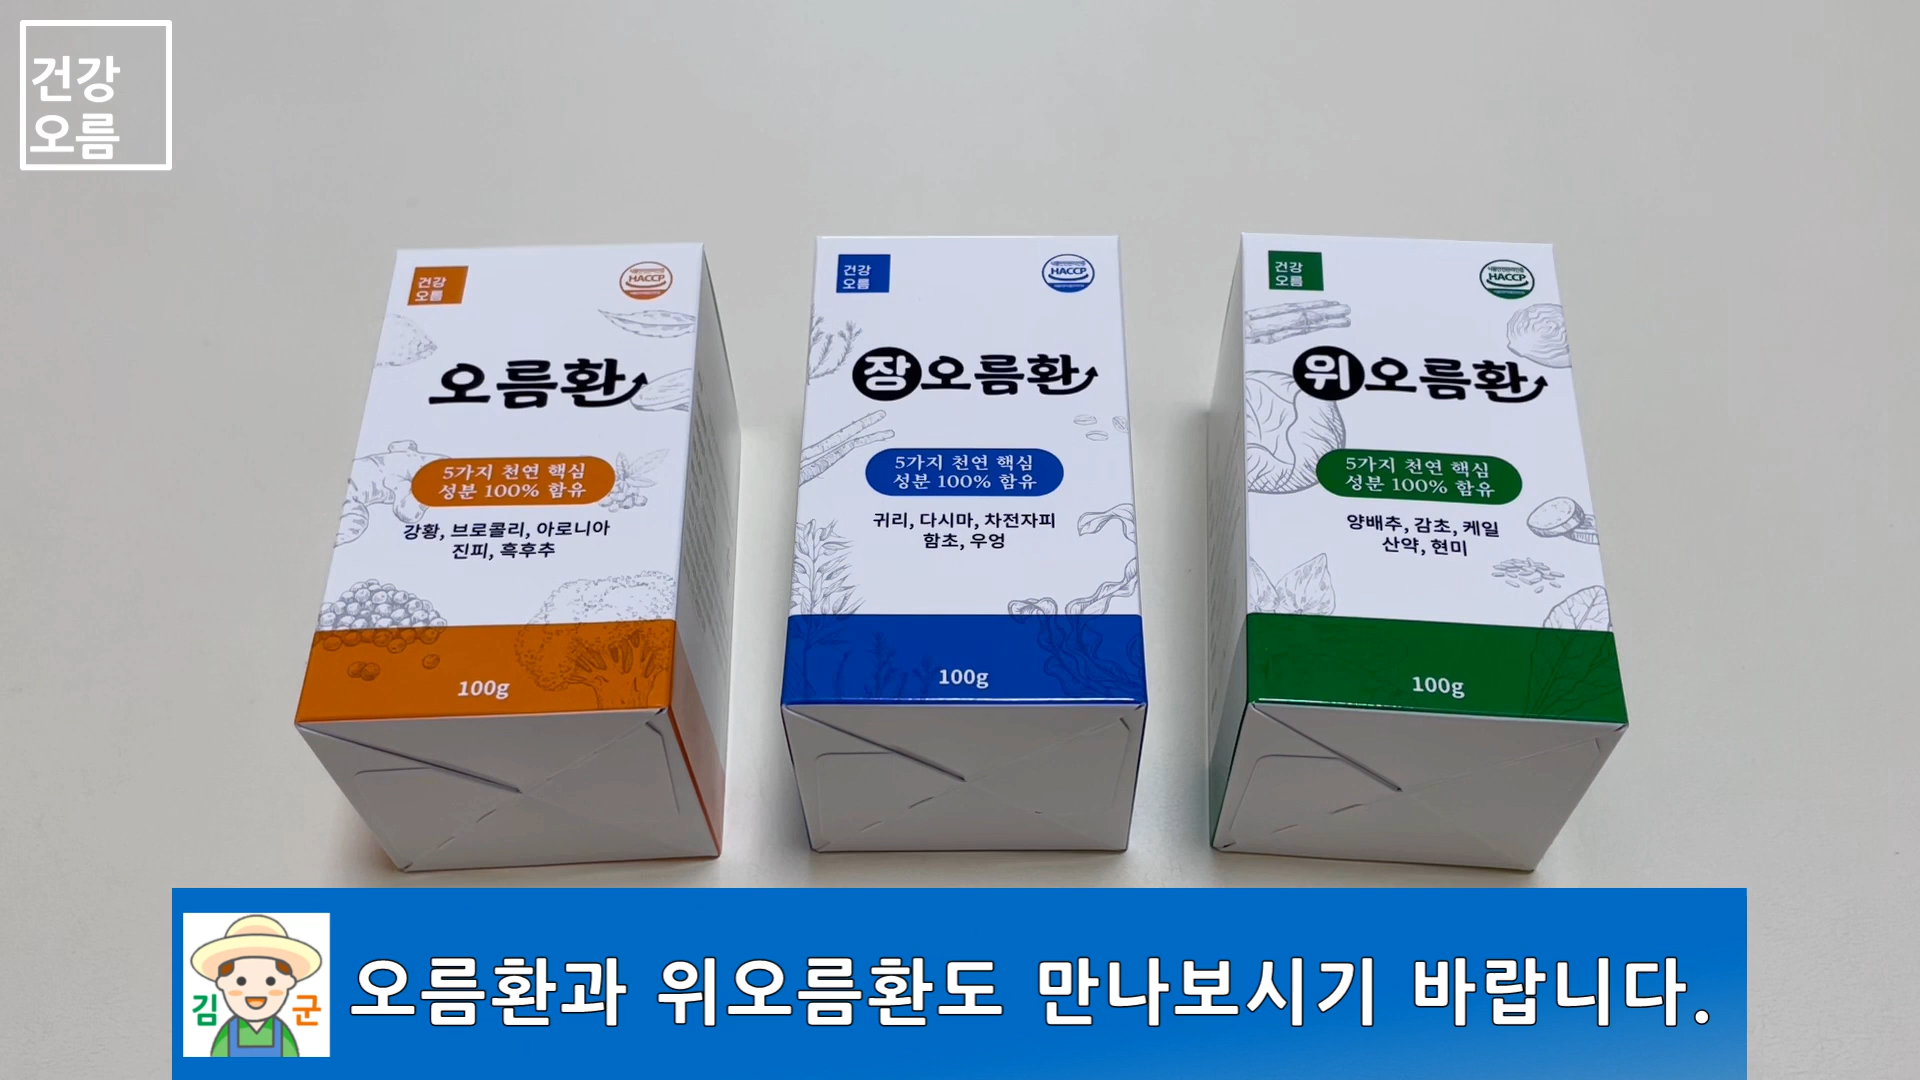 건강
오름
건강
오름
HACCP
오름환
5가지 천연 핵심
성분 100% 함유
강황, 브로콜리, 아로니아
진피, 흑후추
100g
건강
오름
HACCP
장오름환
5가지 천연 핵심
성분 100% 함유
귀리, 다시마, 차전자피
함초, 우엉
100g
건강
오름
HACCP
위오름환
5가지 천연 핵심
성분 100% 함유
양배추, 감초, 케일
산약, 현미
100g
김 군
오름환과 위오름환도 만나보시기 바랍니다.